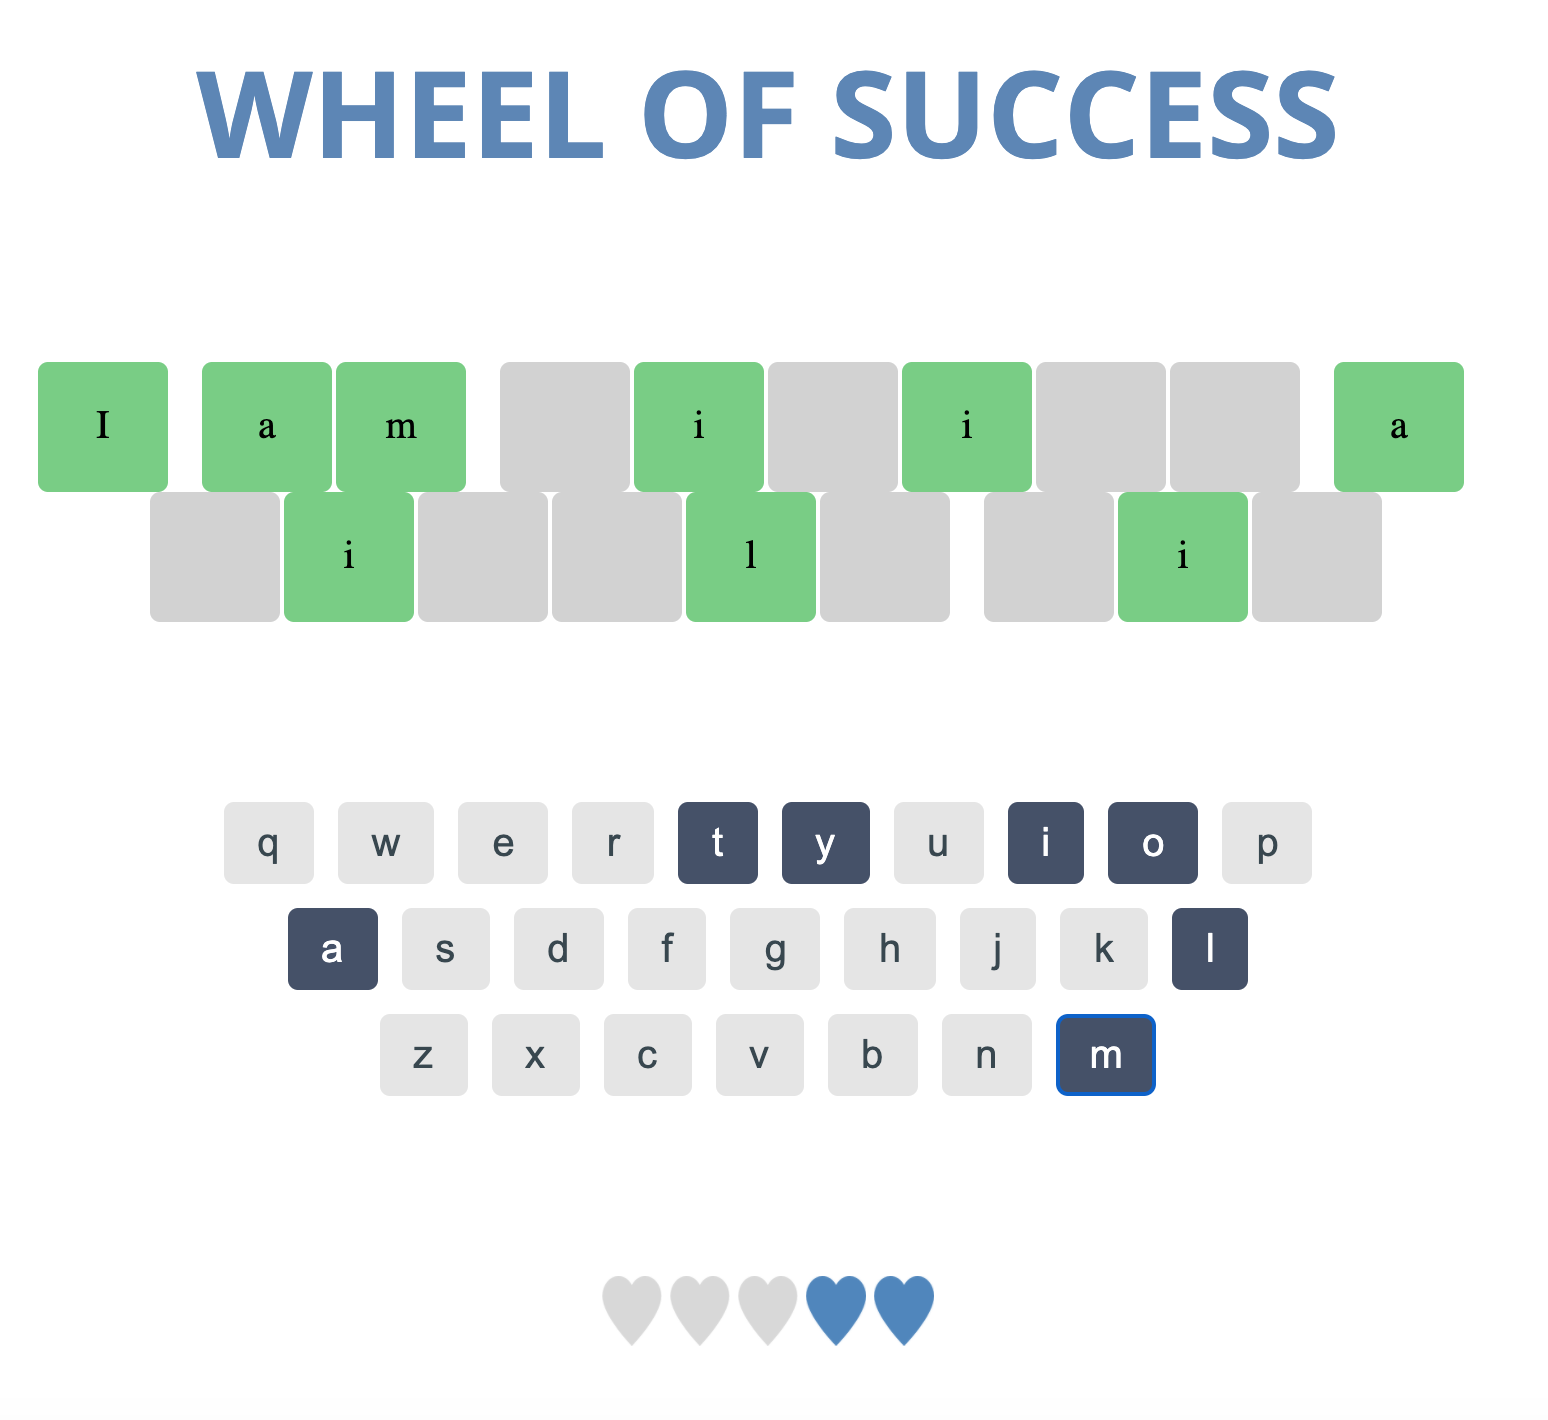 WHEEL OF SUCCESS
I a m i i a
i l i
q w e r t y u i o p
a s d f g h j k l
z x c v b n m